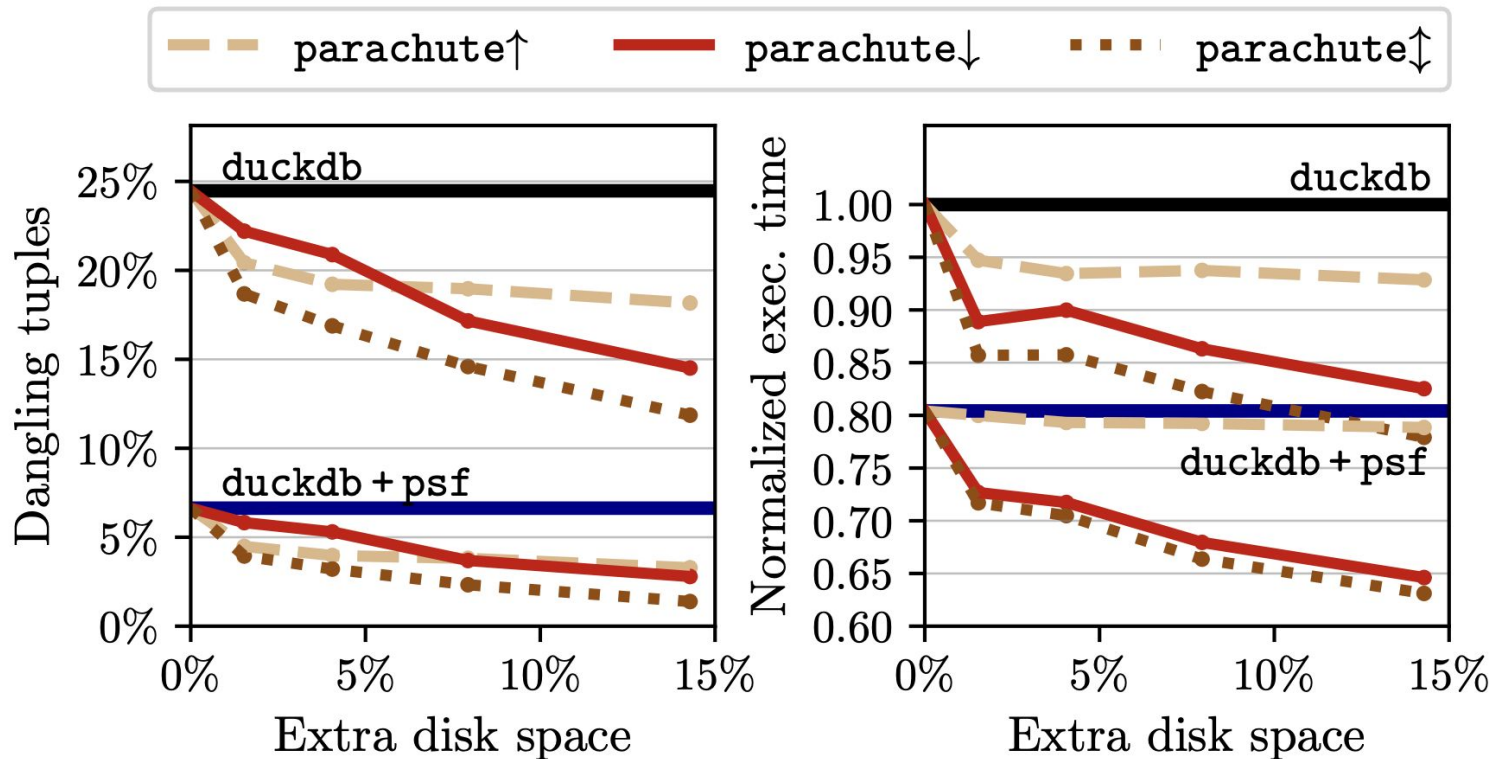 parachute↑ parachute↓ parachute↕
Dangling tuples
25%
20%
15%
10%
5%
0%
duckdb
duckdb + psf
0% 5% 10% 15%
Extra disk space
Normalized exec. time
1.00
0.95
0.90
0.85
0.80
0.75
0.70
0.65
0.60
duckdb
duckdb + psf
0% 5% 10% 15%
Extra disk space